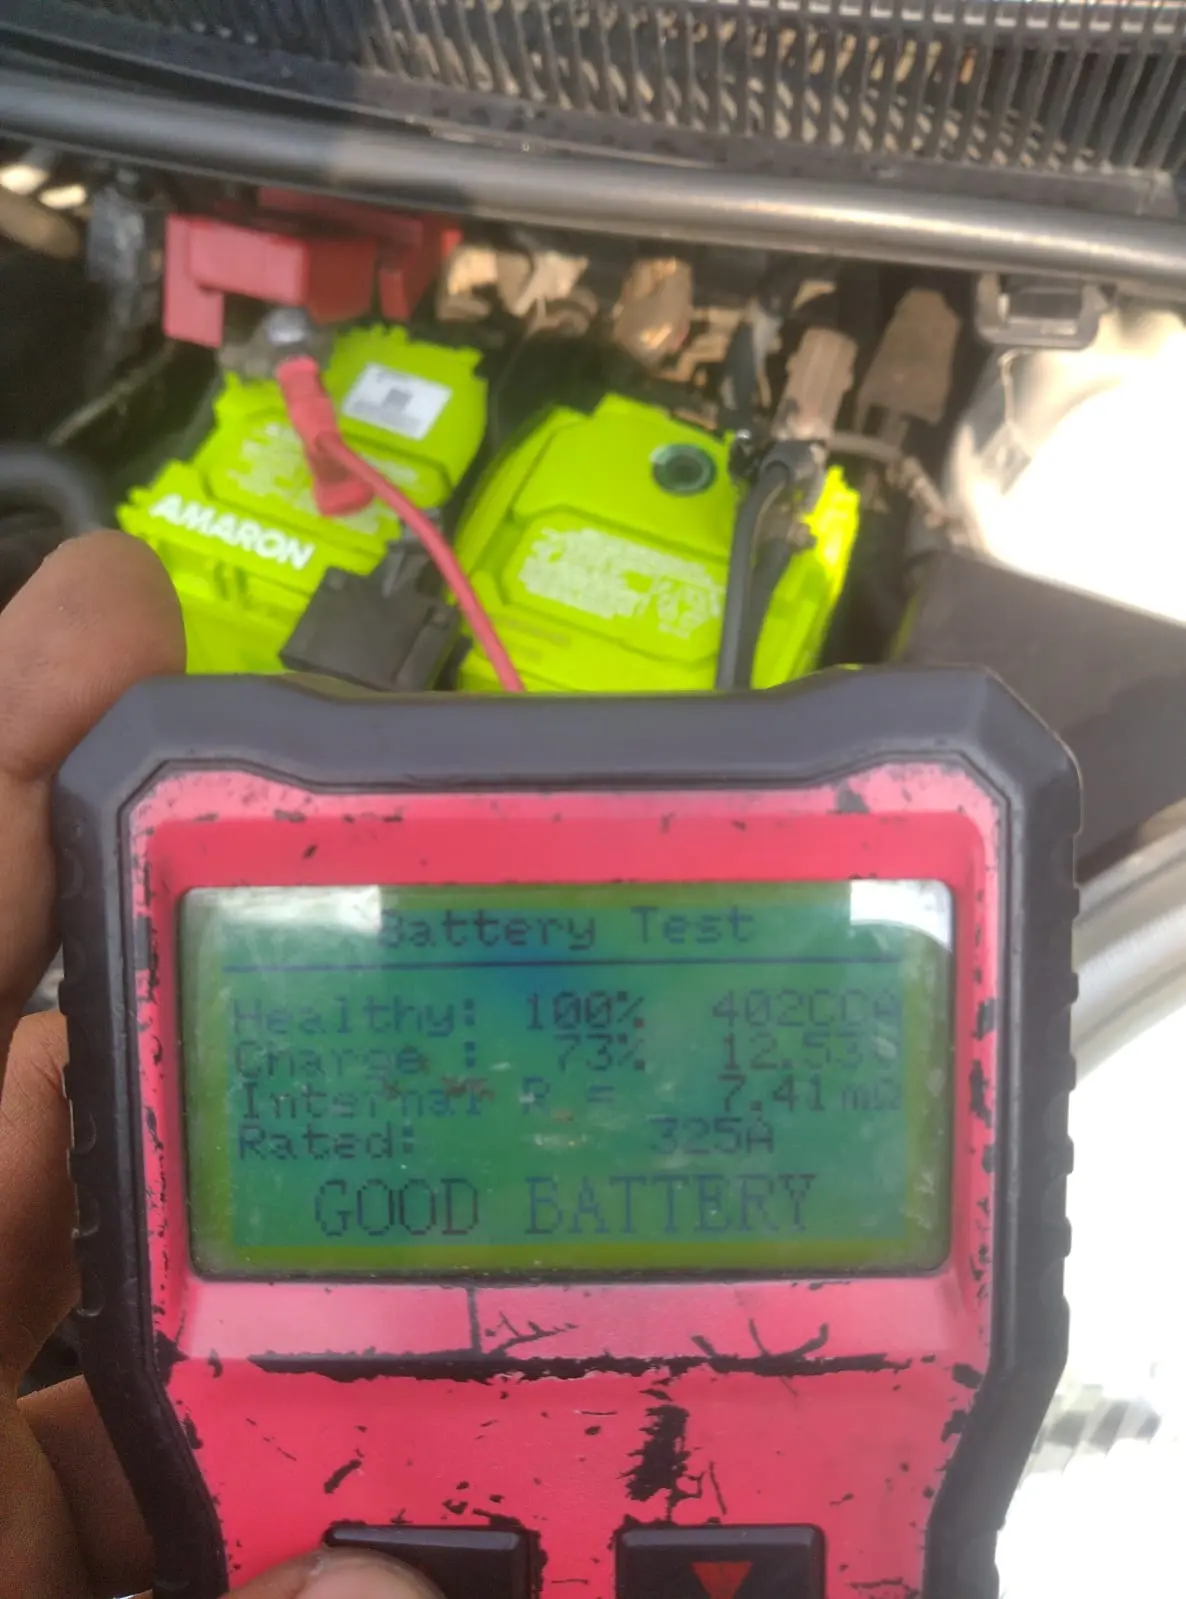 AMARON
Battery Test
Healthy: 100% 402CCA
Charge : 73% 12.53V
Internal R = 7.41mΩ
Rated: 325A
GOOD BATTERY